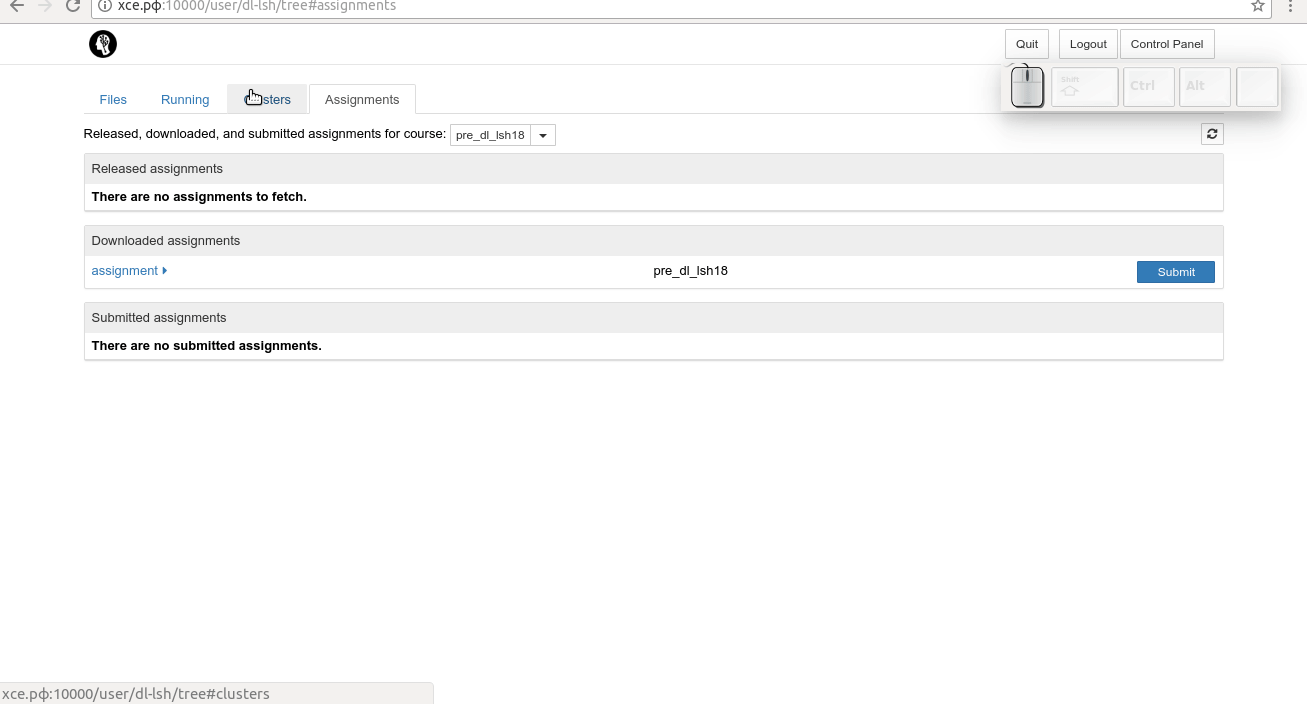 хсе.рф:10000/user/dl-lsh/tree#assignments
Quit Logout Control Panel
Shift Ctrl Alt
Files Running Clusters Assignments
Released, downloaded, and submitted assignments for course: pre_dl_lsh18
Released assignments
There are no assignments to fetch.
Downloaded assignments
assignment pre_dl_lsh18 Submit
Submitted assignments
There are no submitted assignments.
хсе.рф:10000/user/dl-lsh/tree#clusters